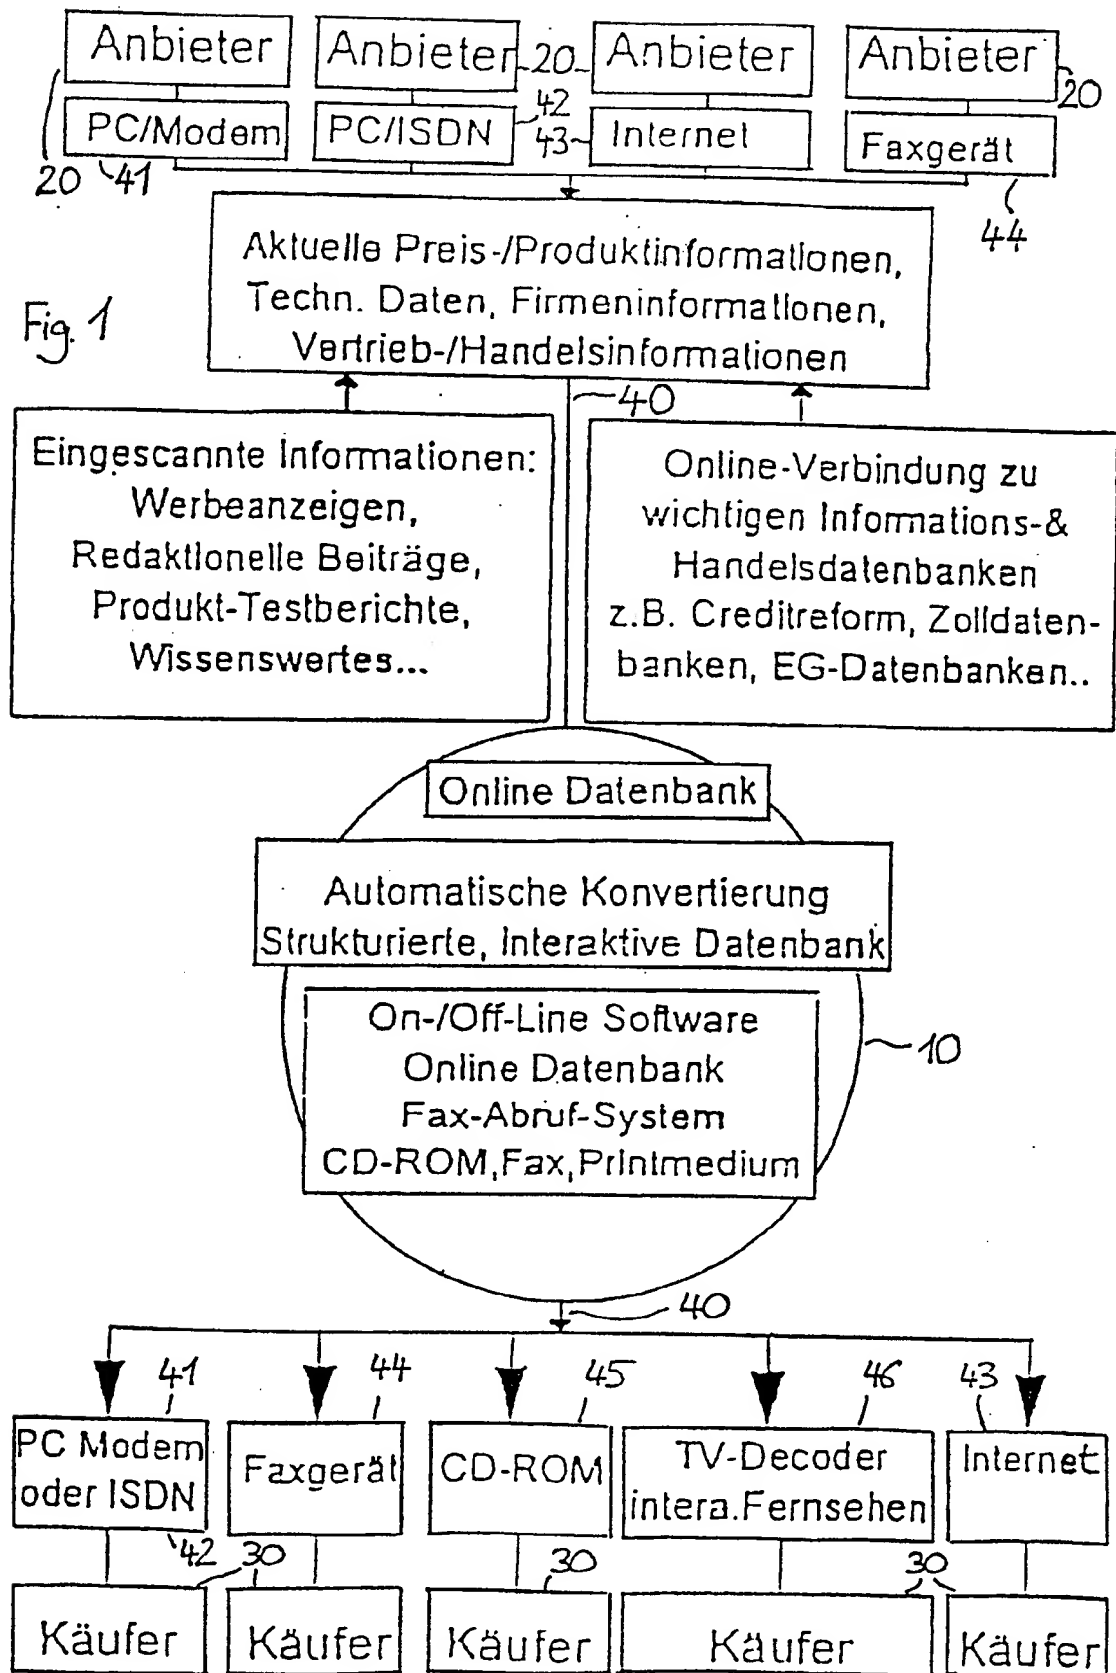 Anbieter Anbieter 20 Anbieter Anbieter 20
PC/Modem PC/ISDN 42 43 Internet Faxgerät
20 41 44
Aktuelle Preis-/Produktinformationen,
Techn. Daten, Firmeninformationen,
Vertrieb-/Handelsinformationen
Fig. 1
40
Eingescannte Informationen:
Werbeanzeigen,
Redaktionelle Beiträge,
Produkt-Testberichte,
Wissenswertes...
Online-Verbindung zu
wichtigen Informations-&
Handelsdatenbanken
z.B. Creditreform, Zolldaten-
banken, EG-Datenbanken..
Online Datenbank
Automatische Konvertierung
Strukturierte, Interaktive Datenbank
On-/Off-Line Software
Online Datenbank
Fax-Abruf-System
CD-ROM,Fax,Printmedium
10
40
41 44 45 46 43
PC Modem
oder ISDN
Faxgerät
CD-ROM
TV-Decoder
intera.Fernsehen
Internet
42 30 30 30
Käufer Käufer Käufer Käufer Käufer